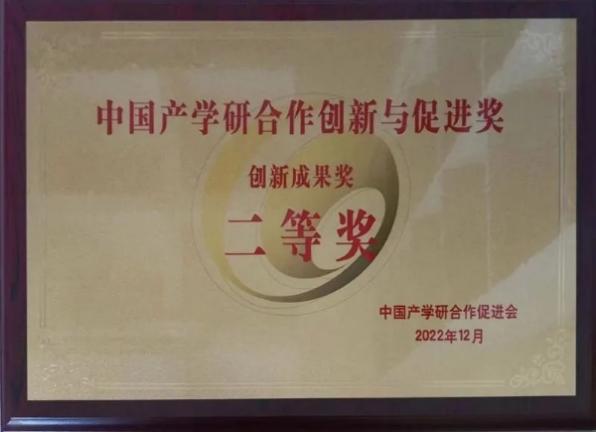 中国产学研合作创新与促进奖
创新成果奖
二等奖
中国产学研合作促进会
2022年12月